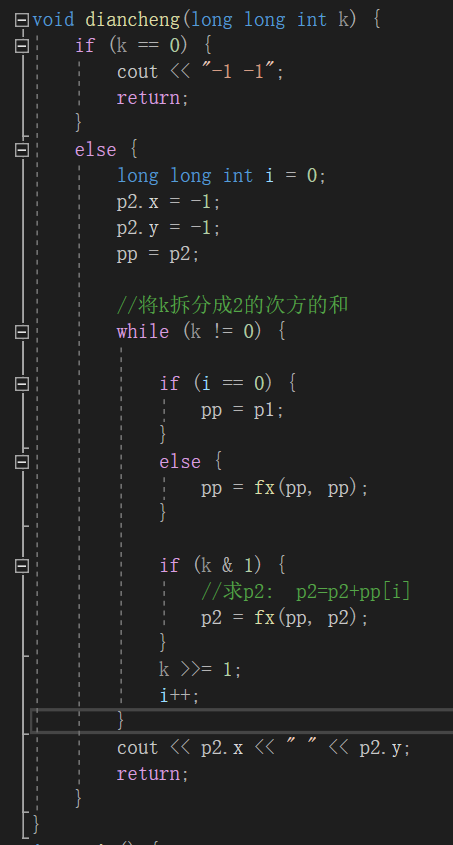 void diancheng(long long int k) {
if (k == 0) {
cout << "-1 -1";
return;
}
else {
long long int i = 0;
p2.x = -1;
p2.y = -1;
pp = p2;
//将k拆分成2的次方的和
while (k != 0) {
if (i == 0) {
pp = p1;
}
else {
pp = fx(pp, pp);
}
if (k & 1) {
//求p2: p2=p2+pp[i]
p2 = fx(pp, p2);
}
k >>= 1;
i++;
}
cout << p2.x << " " << p2.y;
return;
}
}